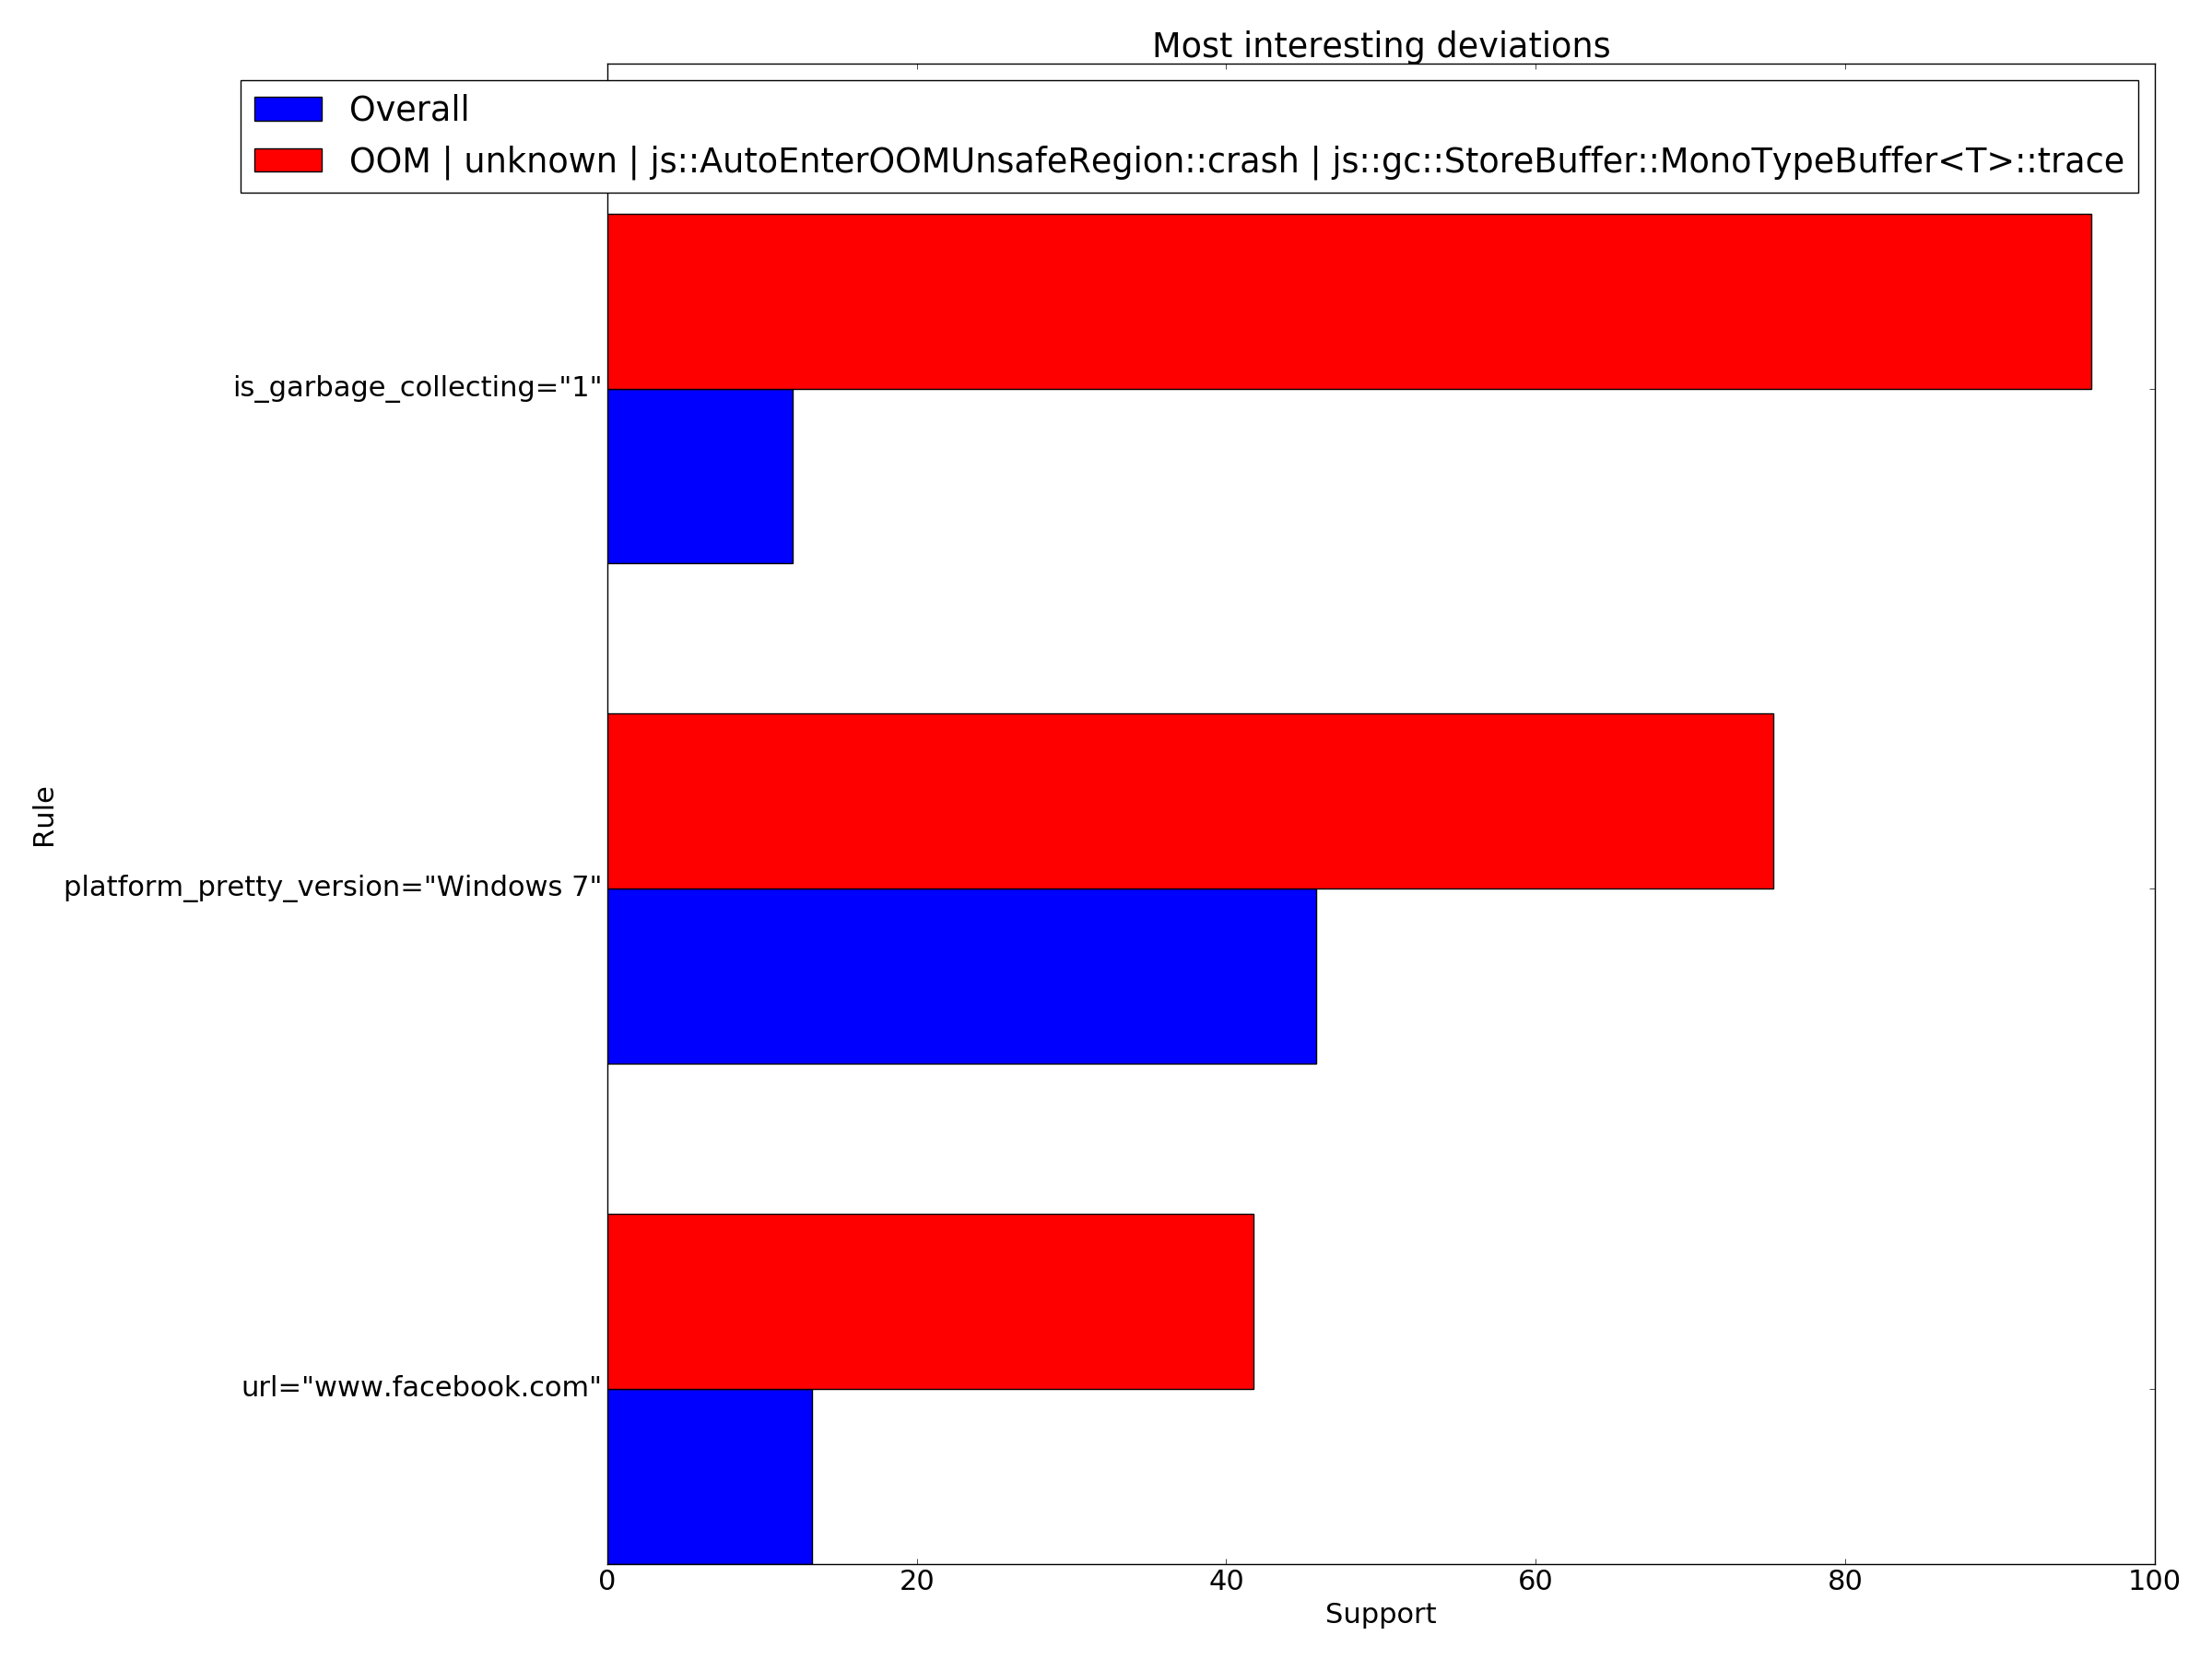 Most interesting deviations
Overall
OOM | unknown | js::AutoEnterOOMUnsafeRegion::crash | js::gc::StoreBuffer::MonoTypeBuffer<T>::trace
is_garbage_collecting="1"
Rule
platform_pretty_version="Windows 7"
url="www.facebook.com"
0 20 40 60 80 100
Support